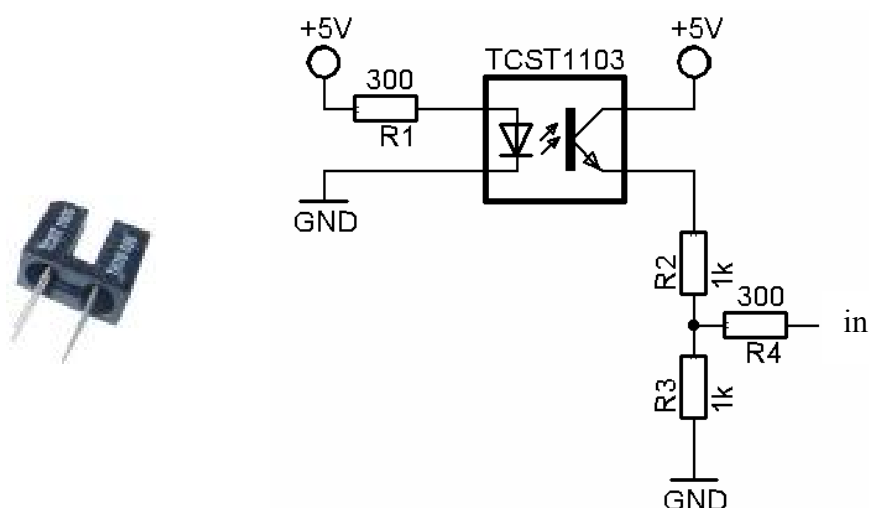 +5V
+5V
TCST1103
300
R1
GND
R2
1k
300
in
R4
R3
1k
GND